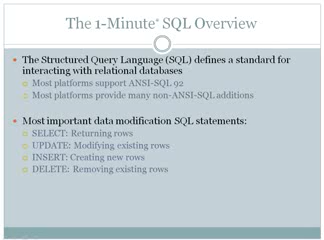 The 1-Minute* SQL Overview
The Structured Query Language (SQL) defines a standard for
interacting with relational databases
Most platforms support ANSI-SQL 92
Most platforms provide many non-ANSI-SQL additions
Most important data modification SQL statements:
SELECT: Returning rows
UPDATE: Modifying existing rows
INSERT: Creating new rows
DELETE: Removing existing rows